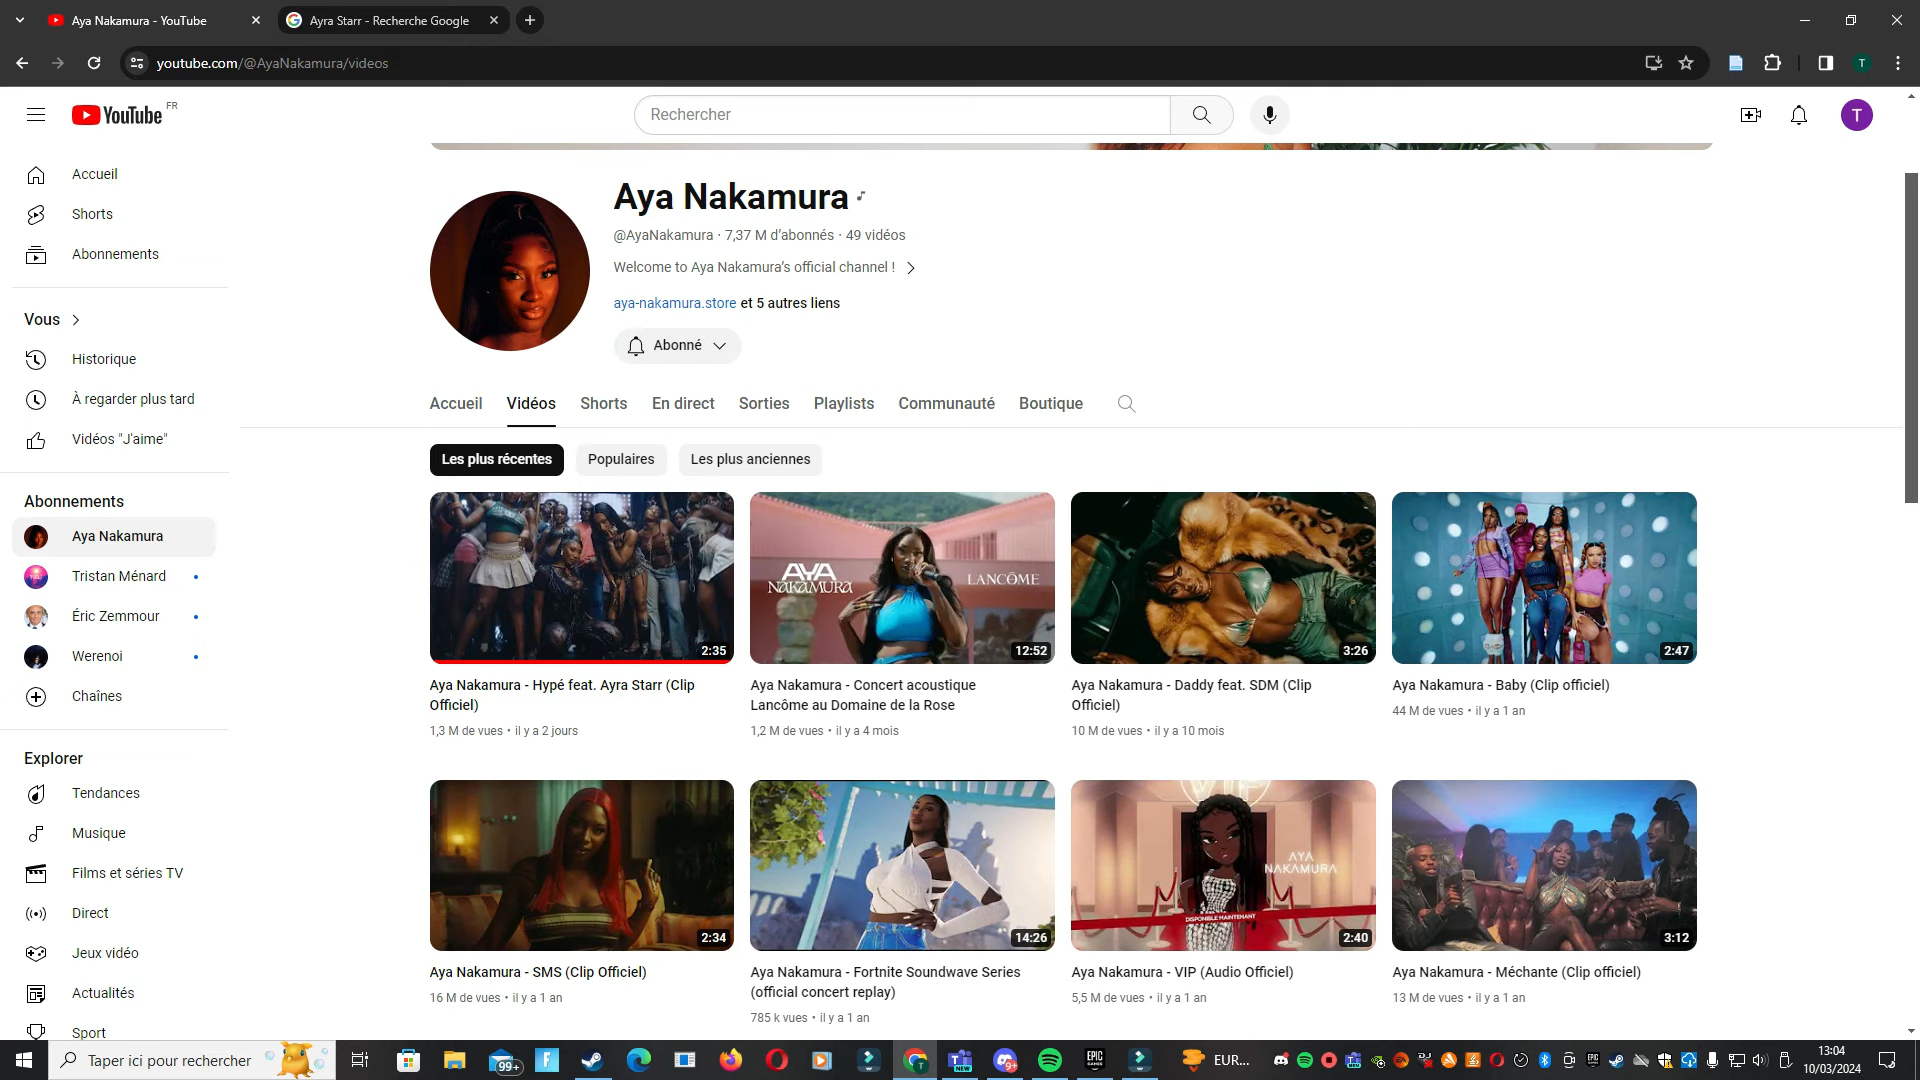 Aya Nakamura - YouTube
Ayra Starr - Recherche Google
youtube.com/@AyaNakamura/videos
T
YouTube FR
Rechercher
T
Accueil
Shorts
Abonnements
Vous
Historique
À regarder plus tard
Vidéos "J'aime"
Abonnements
Aya Nakamura
Tristan Ménard
Éric Zemmour
Werenoi
Chaînes
Explorer
Tendances
Musique
Films et séries TV
Direct
Jeux vidéo
Actualités
Sport
Aya Nakamura
@AyaNakamura · 7,37 M d’abonnés · 49 vidéos
Welcome to Aya Nakamura’s official channel !
aya-nakamura.store et 5 autres liens
Abonné
Accueil Vidéos Shorts En direct Sorties Playlists Communauté Boutique
Les plus récentes Populaires Les plus anciennes
2:35
AYA
NAKAMURA
LANCÔME
12:52
3:26
2:47
Aya Nakamura - Hypé feat. Ayra Starr (Clip
Officiel)
1,3 M de vues • il y a 2 jours
Aya Nakamura - Concert acoustique
Lancôme au Domaine de la Rose
1,2 M de vues • il y a 4 mois
Aya Nakamura - Daddy feat. SDM (Clip
Officiel)
10 M de vues • il y a 10 mois
Aya Nakamura - Baby (Clip officiel)
44 M de vues • il y a 1 an
2:34
14:26
VIP
AYA
NAKAMURA
DISPONIBLE MAINTENANT
2:40
3:12
Aya Nakamura - SMS (Clip Officiel)
16 M de vues • il y a 1 an
Aya Nakamura - Fortnite Soundwave Series
(official concert replay)
785 k vues • il y a 1 an
Aya Nakamura - VIP (Audio Officiel)
5,5 M de vues • il y a 1 an
Aya Nakamura - Méchante (Clip officiel)
13 M de vues • il y a 1 an
Taper ici pour rechercher
99+
NEW
9+
EPIC
GAMES
EUR...
13:04
10/03/2024